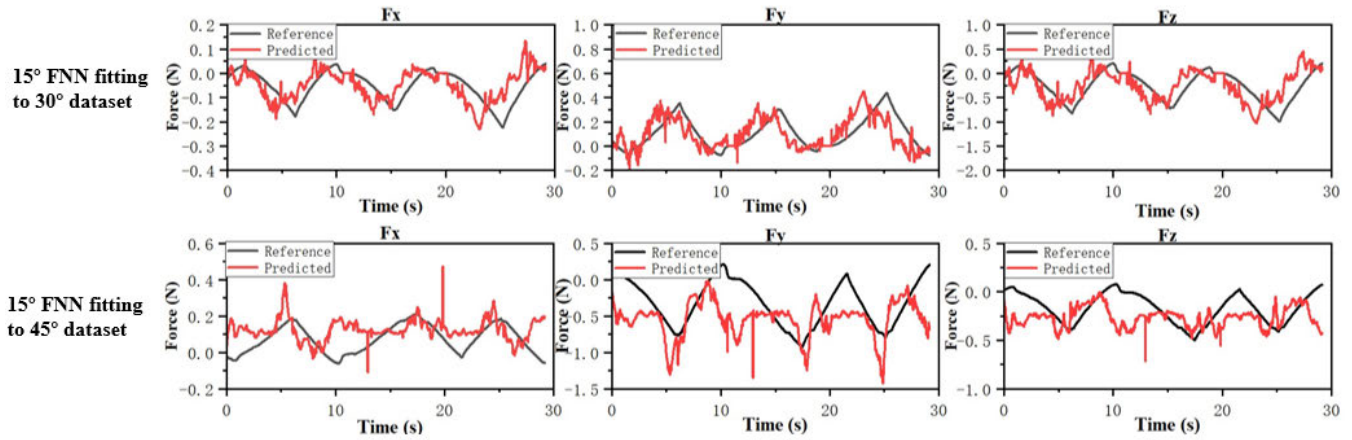 Fx
0.2
0.1
0.0
-0.1
-0.2
-0.3
-0.4
Force (N)
Reference
Predicted
0
10
20
30
Time (s)
Fy
1.0
0.8
0.6
0.4
0.2
0.0
-0.2
Force (N)
Reference
Predicted
0
10
20
30
Time (s)
Fz
1.0
0.5
0.0
-0.5
-1.0
-1.5
-2.0
Force (N)
Reference
Predicted
0
10
20
30
Time (s)
15° FNN fitting
to 30° dataset
Fx
0.6
0.4
0.2
0.0
-0.2
Force (N)
Reference
Predicted
0
10
20
30
Time (s)
Fy
0.5
0.0
-0.5
-1.0
-1.5
Force (N)
Reference
Predicted
0
10
20
30
Time (s)
Fz
0.5
0.0
-0.5
-1.0
Force (N)
Reference
Predicted
0
10
20
30
Time (s)
15° FNN fitting
to 45° dataset